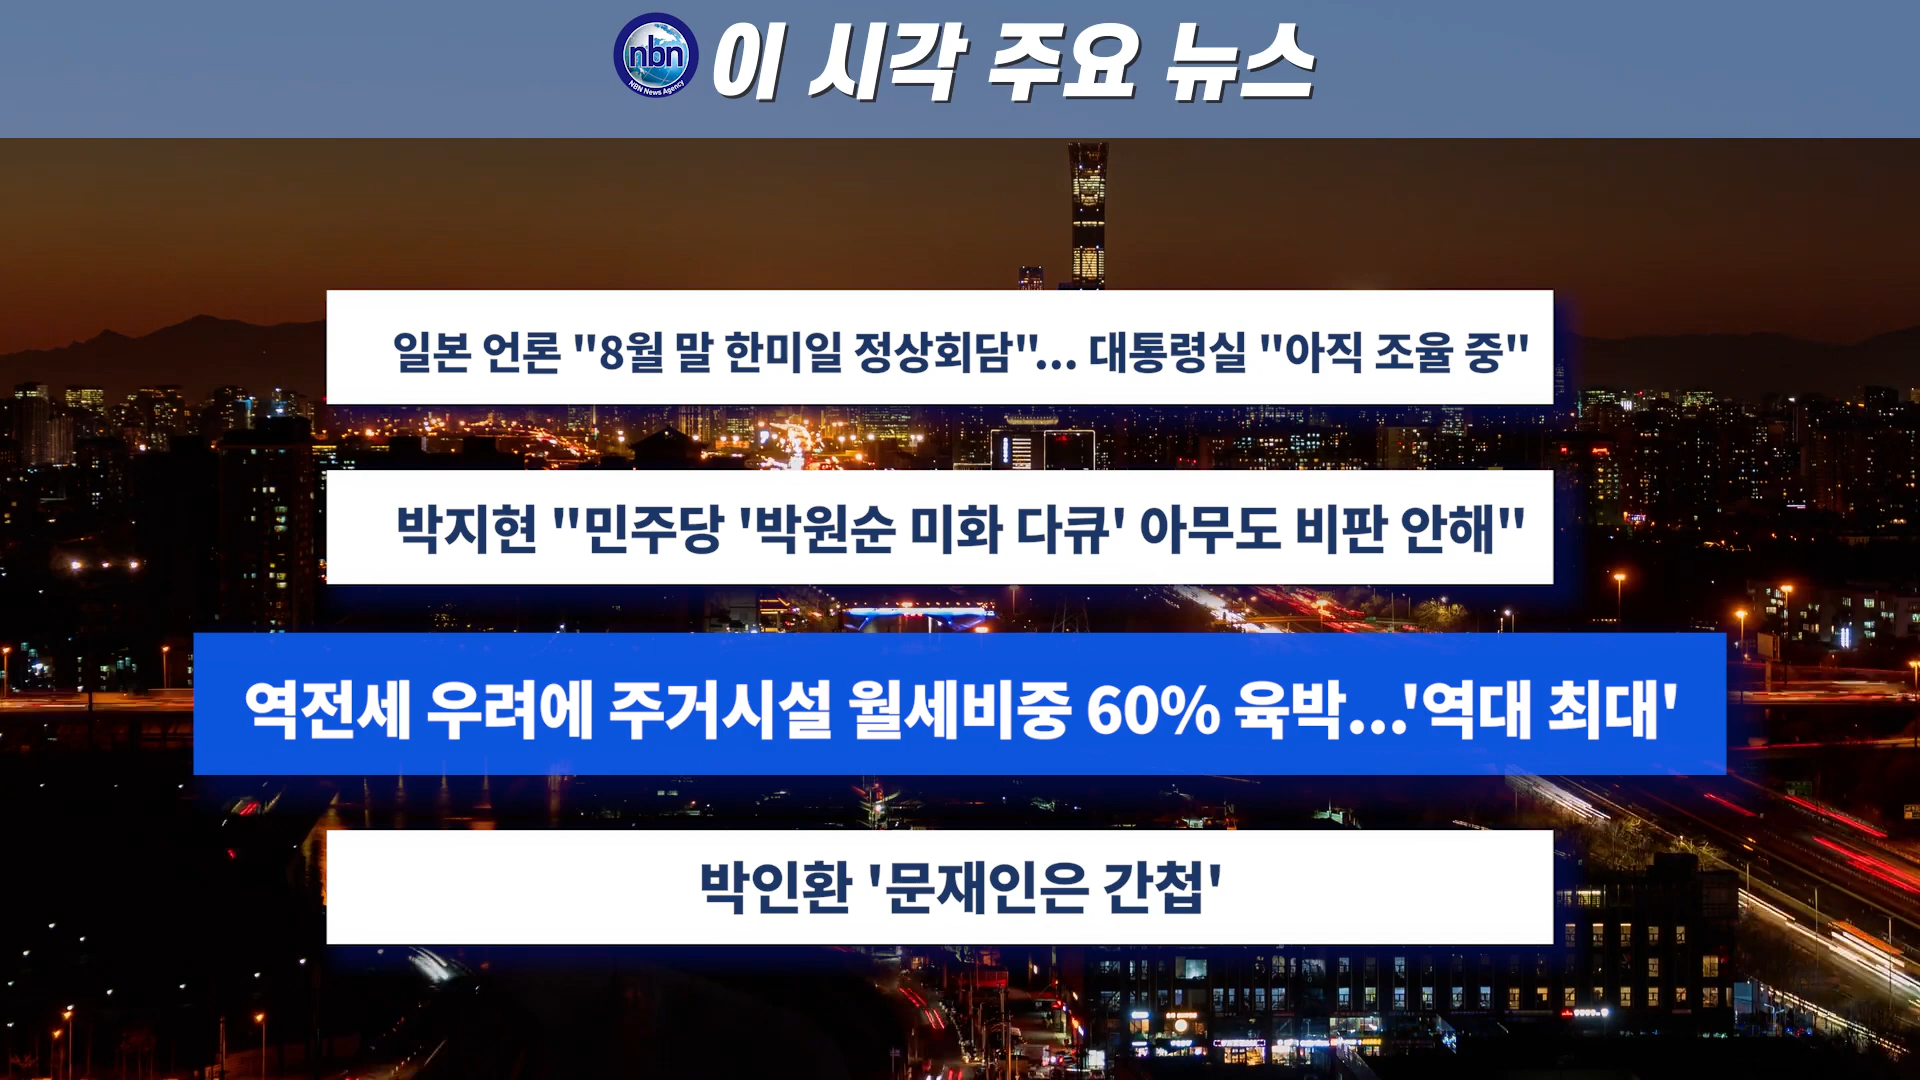 nbn
NBN News Agency
이 시각 주요 뉴스
일본 언론 "8월 말 한미일 정상회담"... 대통령실 "아직 조율 중"
박지현 "민주당 '박원순 미화 다큐' 아무도 비판 안해"
역전세 우려에 주거시설 월세비중 60% 육박...'역대 최대'
박인환 '문재인은 간첩'